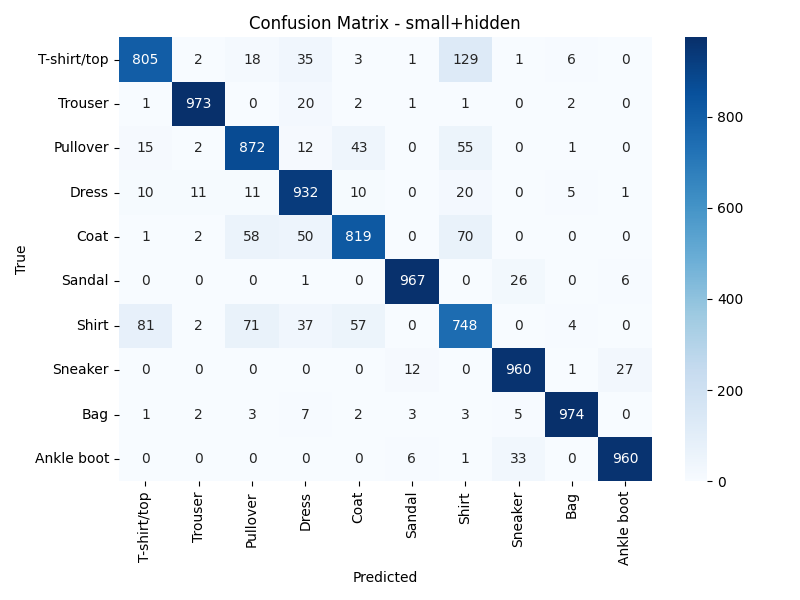 Confusion Matrix - small+hidden
True
T-shirt/top 805 2 18 35 3 1 129 1 6 0
Trouser 1 973 0 20 2 1 1 0 2 0
Pullover 15 2 872 12 43 0 55 0 1 0
Dress 10 11 11 932 10 0 20 0 5 1
Coat 1 2 58 50 819 0 70 0 0 0
Sandal 0 0 0 1 0 967 0 26 0 6
Shirt 81 2 71 37 57 0 748 0 4 0
Sneaker 0 0 0 0 0 12 0 960 1 27
Bag 1 2 3 7 2 3 3 5 974 0
Ankle boot 0 0 0 0 0 6 1 33 0 960
T-shirt/top Trouser Pullover Dress Coat Sandal Shirt Sneaker Bag Ankle boot
Predicted
800
600
400
200
0